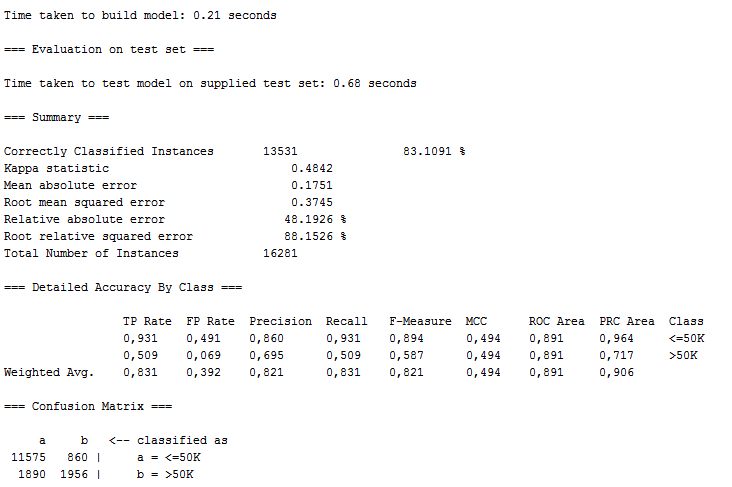 Time taken to build model: 0.21 seconds
=== Evaluation on test set ===
Time taken to test model on supplied test set: 0.68 seconds
=== Summary ===
Correctly Classified Instances 13531 83.1091 %
Kappa statistic 0.4842
Mean absolute error 0.1751
Root mean squared error 0.3745
Relative absolute error 48.1926 %
Root relative squared error 88.1526 %
Total Number of Instances 16281
=== Detailed Accuracy By Class ===
TP Rate FP Rate Precision Recall F-Measure MCC ROC Area PRC Area Class
0,931 0,491 0,860 0,931 0,894 0,494 0,891 0,964 <=50K
0,509 0,069 0,695 0,509 0,587 0,494 0,891 0,717 >50K
Weighted Avg. 0,831 0,392 0,821 0,831 0,821 0,494 0,891 0,906
=== Confusion Matrix ===
a b <-- classified as
11575 860 | a = <=50K
1890 1956 | b = >50K